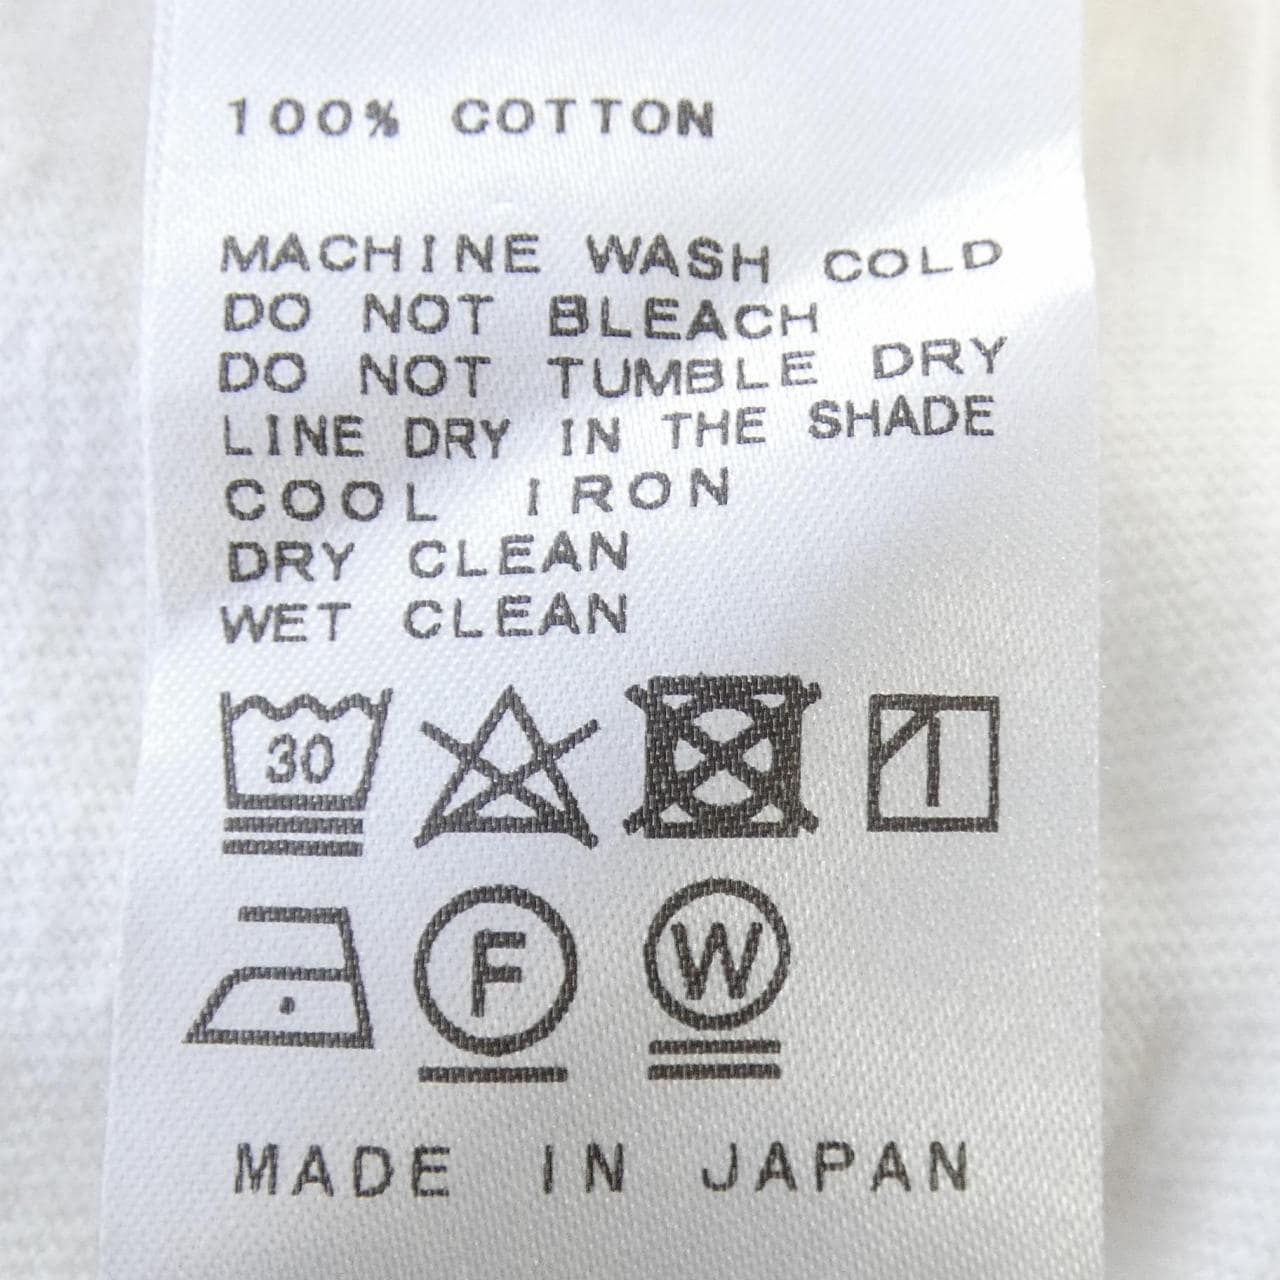 100% COTTON
MACHINE WASH COLD
DO NOT BLEACH
DO NOT TUMBLE DRY
LINE DRY IN THE SHADE
COOL IRON
DRY CLEAN
WET CLEAN
30
F W
MADE IN JAPAN